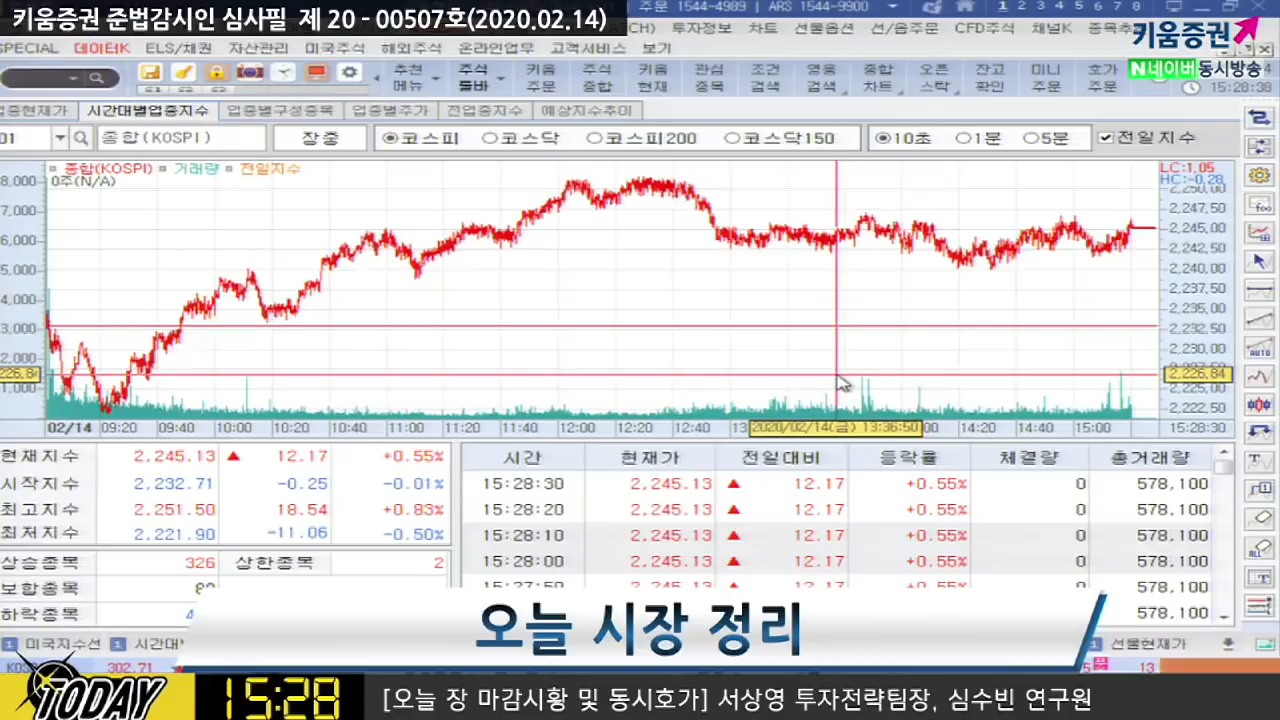 키움증권 준법감시인 심사필 제 20 - 00507호(2020.02.14)
주문 1544-4989 | ARS 1544-9900
1 2 3 4 5 6 7 8
SPECIAL 데이터K ELS/채권 자산관리 미국주식 해외주식 온라인업무 고객서비스 보기
CH) 투자정보 차트 선물옵션 선/옵주문 CFD주식 채널K 종목추
키움증권
N네이버 동시방송
추천 메뉴 주식 툴바 키움 주문 주식 종합 키움 현재 관심 종목 조건 검색 영웅 검색 종합 차트 오픈 스탁 잔고 확인 미니 주문 호가 주문
15:28:38
업종현재가 시간대별업종지수 업종별구성종목 업종별주가 전업종지수 예상지수추이
01 종합(KOSPI) 장중 코스피 코스닥 코스피200 코스닥150 10초 1분 5분 전일지수
종합(KOSPI) 거래량 전일지수
0주(N/A)
LC:1.05
HC:-0.28
8,000
7,000
6,000
5,000
4,000
3,000
2,000
1,000
226.84
2,250.00
2,247.50
2,245.00
2,242.50
2,240.00
2,237.50
2,235.00
2,232.50
2,230.00
2,226.84
2,225.00
2,222.50
02/14 09:20 09:40 10:00 10:20 10:40 11:00 11:20 11:40 12:00 12:20 12:40 13 2020/02/14(금) 13:36:50 00 14:20 14:40 15:00 15:28:30
현재지수 2,245.13 ▲ 12.17 +0.55%
시작지수 2,232.71 -0.25 -0.01%
최고지수 2,251.50 18.54 +0.83%
최저지수 2,221.90 -11.06 -0.50%
상승종목 326 상한종목 2
보합종목
하락종목
시간 현재가 전일대비 등락률 체결량 총거래량
15:28:30 2,245.13 ▲ 12.17 +0.55% 0 578,100
15:28:20 2,245.13 ▲ 12.17 +0.55% 0 578,100
15:28:10 2,245.13 ▲ 12.17 +0.55% 0 578,100
15:28:00 2,245.13 ▲ 12.17 +0.55% 0 578,100
15:27:50 2,245.13 ▲ 12.17 +0.55% 0 578,100
578,100
오늘 시장 정리
1 미국지수선 1 시간대 1 선물현재가
302.71
13
TODAY
15:28
[오늘 장 마감시황 및 동시호가] 서상영 투자전략팀장, 심수빈 연구원